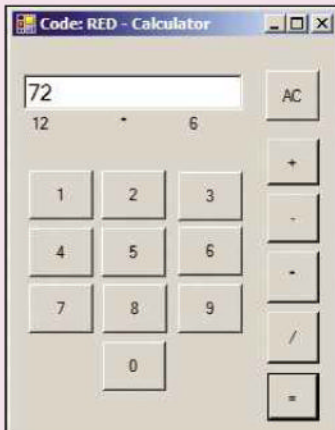 Code: RED - Calculator
72
AC
12 * 6
+
1 2 3
-
4 5 6
*
7 8 9
/
0
=